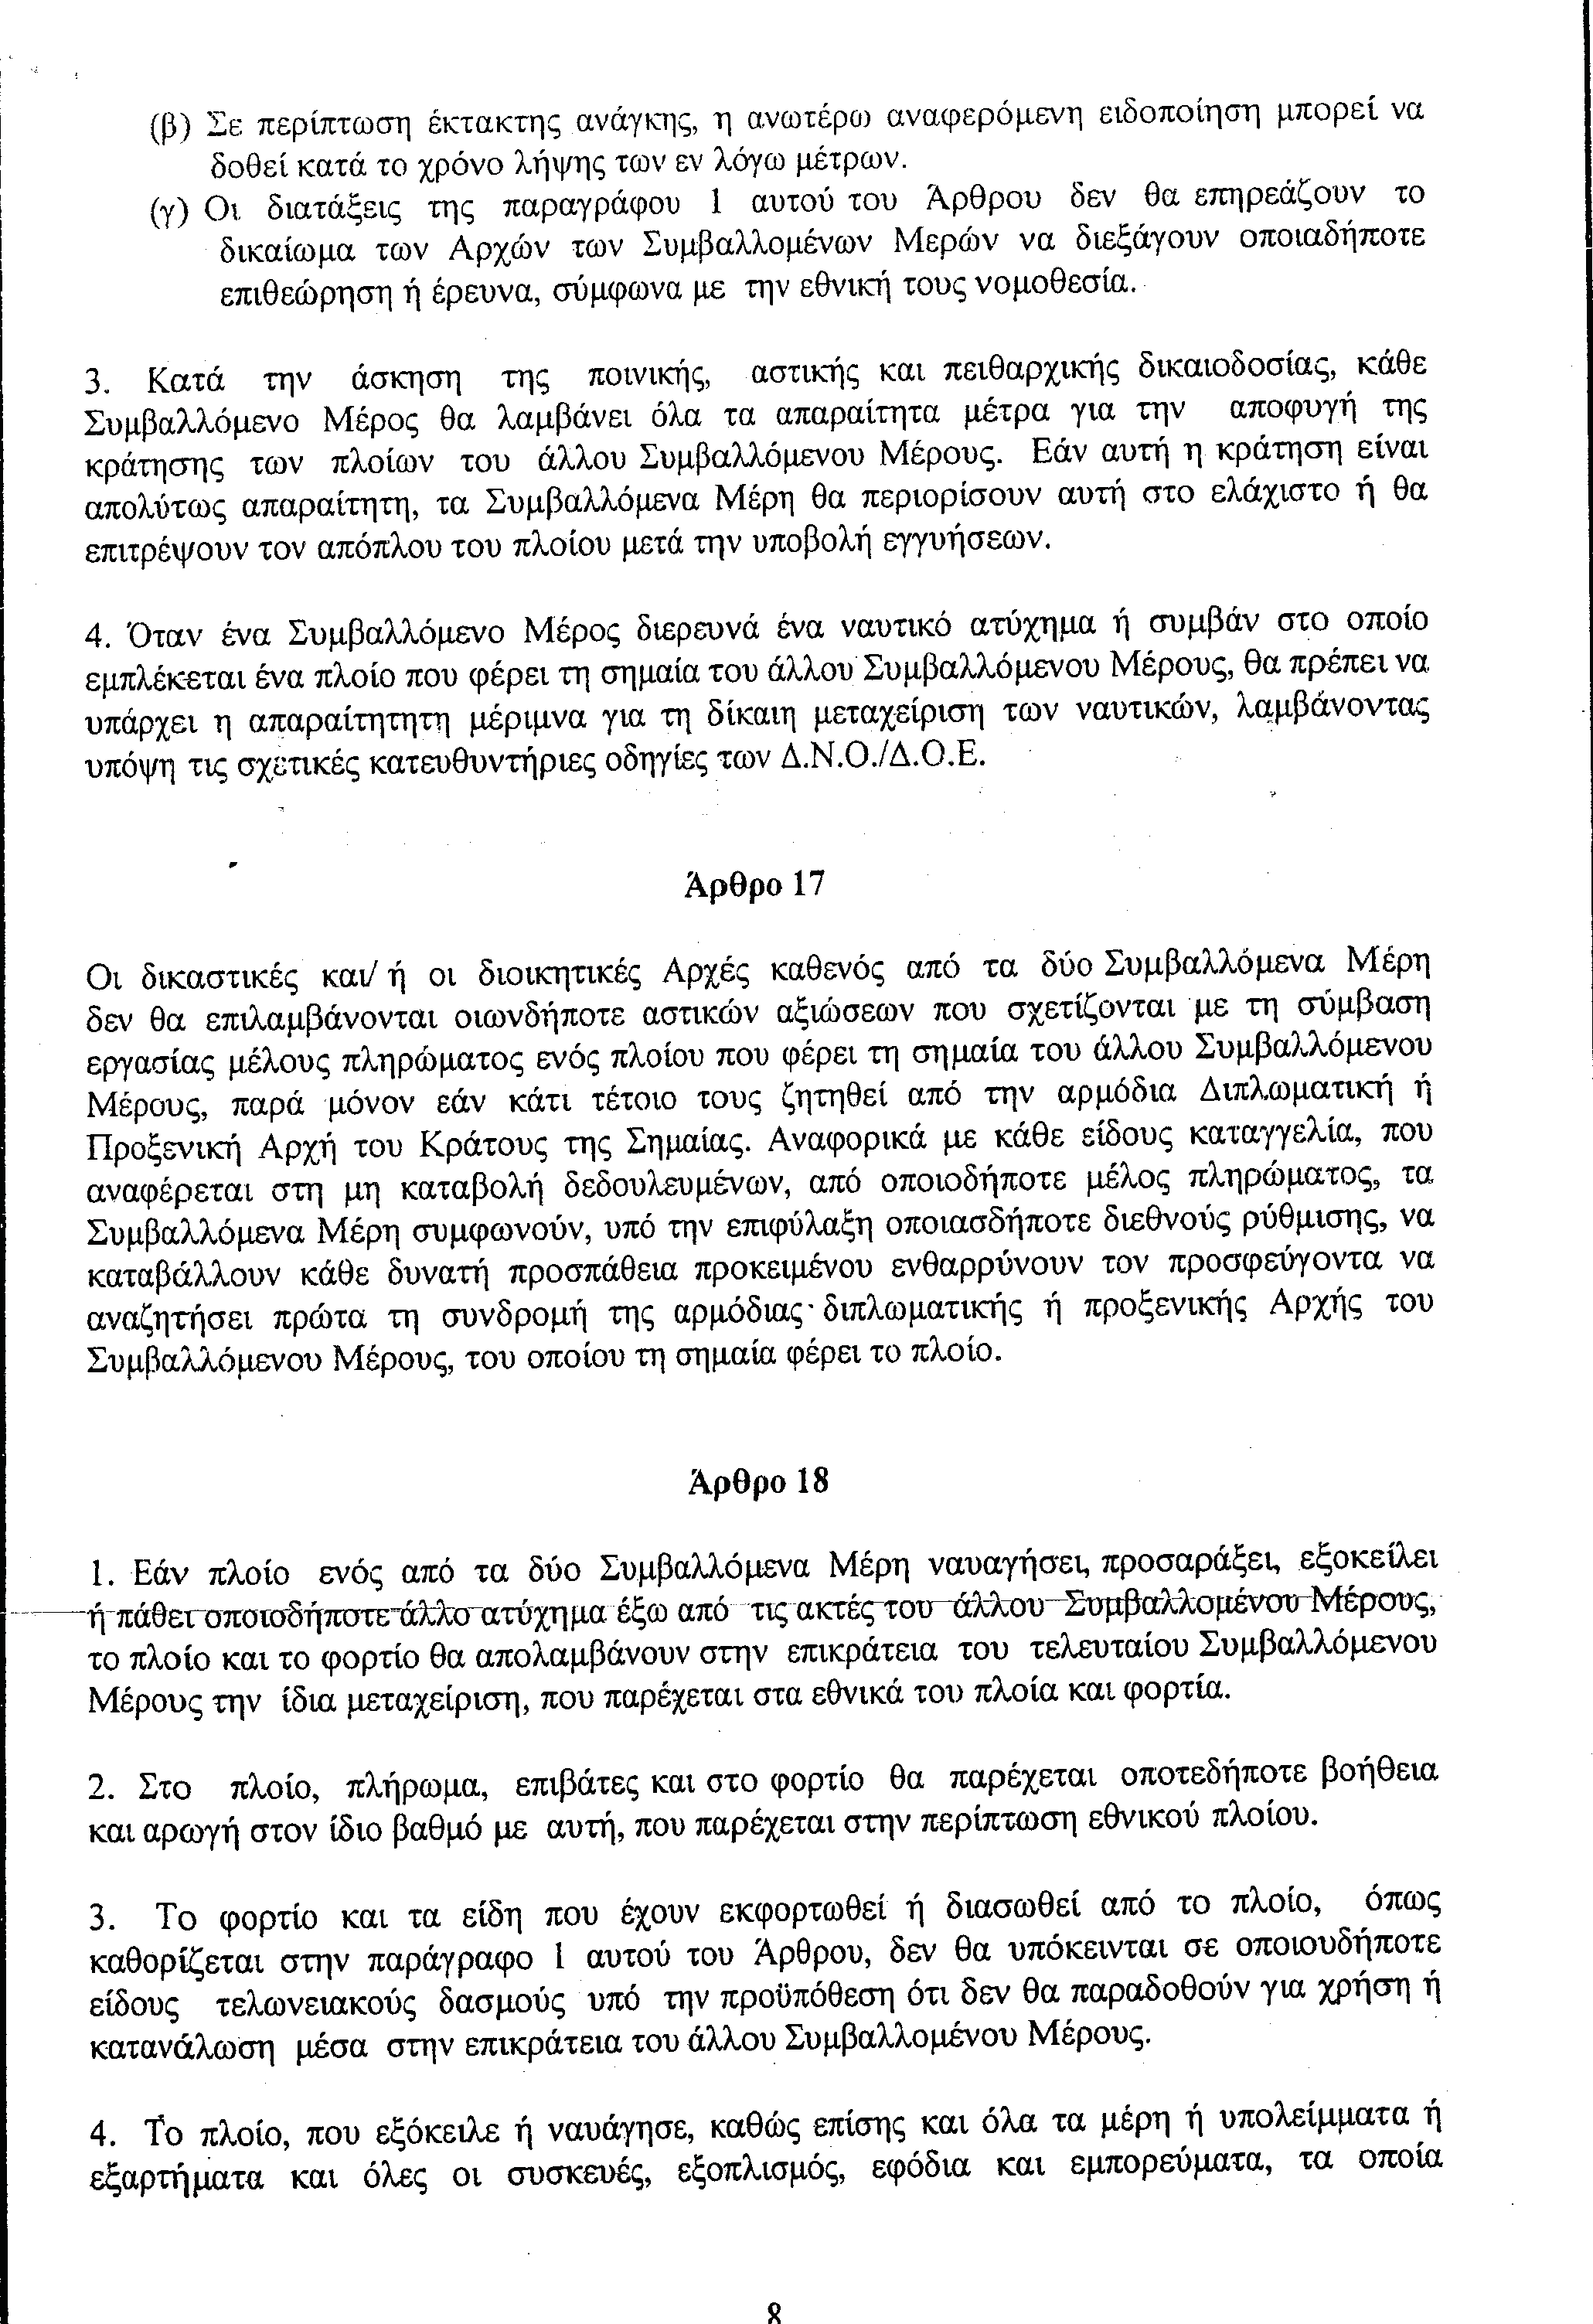 (β) Σε περίπτωση έκτακτης ανάγκης, η ανωτέρω αναφερόμενη ειδοποίηση μπορεί να
δοθεί κατά το χρόνο λήψης των εν λόγω μέτρων.
(γ) Οι διατάξεις της παραγράφου 1 αυτού του Άρθρου δεν θα επηρεάζουν το
δικαίωμα των Αρχών των Συμβαλλομένων Μερών να διεξάγουν οποιαδήποτε
επιθεώρηση ή έρευνα, σύμφωνα με την εθνική τους νομοθεσία.
3. Κατά την άσκηση της ποινικής, αστικής και πειθαρχικής δικαιοδοσίας, κάθε
Συμβαλλόμενο Μέρος θα λαμβάνει όλα τα απαραίτητα μέτρα για την αποφυγή της
κράτησης των πλοίων του άλλου Συμβαλλόμενου Μέρους. Εάν αυτή η κράτηση είναι
απολύτως απαραίτητη, τα Συμβαλλόμενα Μέρη θα περιορίσουν αυτή στο ελάχιστο ή θα
επιτρέψουν τον απόπλου του πλοίου μετά την υποβολή εγγυήσεων.
4. Όταν ένα Συμβαλλόμενο Μέρος διερευνά ένα ναυτικό ατύχημα ή συμβάν στο οποίο
εμπλέκεται ένα πλοίο που φέρει τη σημαία του άλλου Συμβαλλόμενου Μέρους, θα πρέπει να
υπάρχει η απαραίτητητη μέριμνα για τη δίκαιη μεταχείριση των ναυτικών, λαμβάνοντας
υπόψη τις σχετικές κατευθυντήριες οδηγίες των Δ.Ν.Ο./Δ.Ο.Ε.
Άρθρο 17
Οι δικαστικές και/ ή οι διοικητικές Αρχές καθενός από τα δύο Συμβαλλόμενα Μέρη
δεν θα επιλαμβάνονται οιωνδήποτε αστικών αξιώσεων που σχετίζονται με τη σύμβαση
εργασίας μέλους πληρώματος ενός πλοίου που φέρει τη σημαία του άλλου Συμβαλλόμενου
Μέρους, παρά μόνον εάν κάτι τέτοιο τους ζητηθεί από την αρμόδια Διπλωματική ή
Προξενική Αρχή του Κράτους της Σημαίας. Αναφορικά με κάθε είδους καταγγελία, που
αναφέρεται στη μη καταβολή δεδουλευμένων, από οποιοδήποτε μέλος πληρώματος, τα
Συμβαλλόμενα Μέρη συμφωνούν, υπό την επιφύλαξη οποιασδήποτε διεθνούς ρύθμισης, να
καταβάλλουν κάθε δυνατή προσπάθεια προκειμένου ενθαρρύνουν τον προσφεύγοντα να
αναζητήσει πρώτα τη συνδρομή της αρμόδιας διπλωματικής ή προξενικής Αρχής του
Συμβαλλόμενου Μέρους, του οποίου τη σημαία φέρει το πλοίο.
Άρθρο 18
1. Εάν πλοίο ενός από τα δύο Συμβαλλόμενα Μέρη ναυαγήσει, προσαράξει, εξοκείλει
ή πάθει οποιοδήποτε άλλο ατύχημα έξω από τις ακτές του άλλου Συμβαλλομένου Μέρους,
το πλοίο και το φορτίο θα απολαμβάνουν στην επικράτεια του τελευταίου Συμβαλλόμενου
Μέρους την ίδια μεταχείριση, που παρέχεται στα εθνικά του πλοία και φορτία.
2. Στο πλοίο, πλήρωμα, επιβάτες και στο φορτίο θα παρέχεται οποτεδήποτε βοήθεια
και αρωγή στον ίδιο βαθμό με αυτή, που παρέχεται στην περίπτωση εθνικού πλοίου.
3. Το φορτίο και τα είδη που έχουν εκφορτωθεί ή διασωθεί από το πλοίο, όπως
καθορίζεται στην παράγραφο 1 αυτού του Άρθρου, δεν θα υπόκεινται σε οποιουδήποτε
είδους τελωνειακούς δασμούς υπό την προϋπόθεση ότι δεν θα παραδοθούν για χρήση ή
κατανάλωση μέσα στην επικράτεια του άλλου Συμβαλλομένου Μέρους.
4. Το πλοίο, που εξόκειλε ή ναυάγησε, καθώς επίσης και όλα τα μέρη ή υπολείμματα ή
εξαρτήματα και όλες οι συσκευές, εξοπλισμός, εφόδια και εμπορεύματα, τα οποία
8